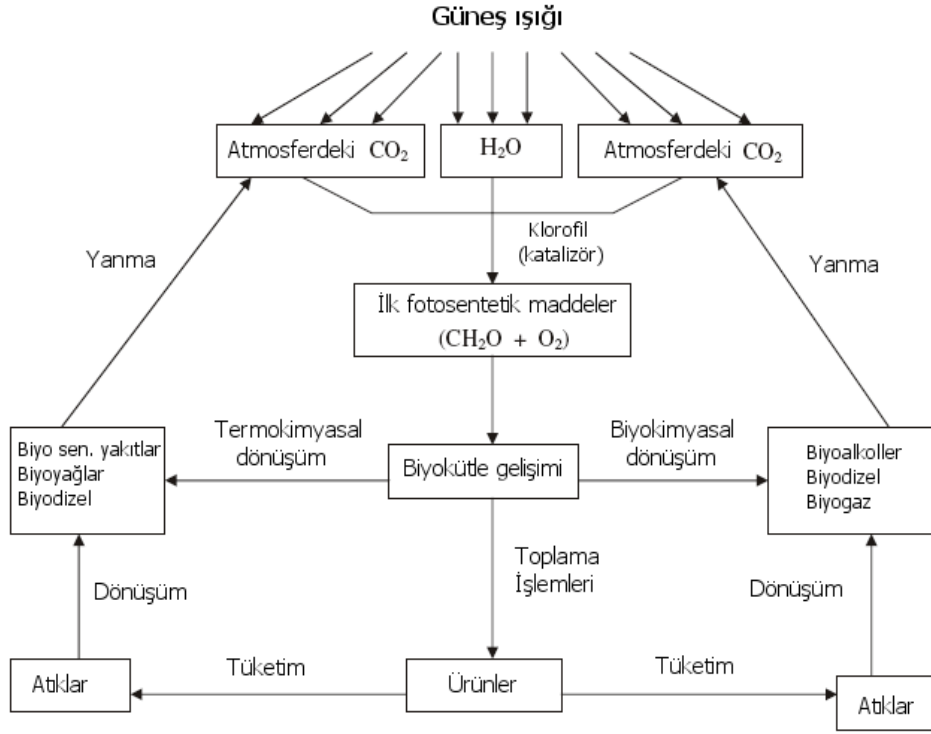 Güneş ışığı
Atmosferdeki CO₂
H₂O
Atmosferdeki CO₂
Klorofil
(katalizör)
Yanma
Yanma
İlk fotosentetik maddeler
(CH₂O + O₂)
Termokimyasal
dönüşüm
Biyokimyasal
dönüşüm
Biyo sen. yakıtlar
Biyoyağlar
Biyodizel
Biyokütle gelişimi
Biyoalkoller
Biyodizel
Biyogaz
Toplama
İşlemleri
Dönüşüm
Dönüşüm
Tüketim
Tüketim
Atıklar
Ürünler
Atıklar